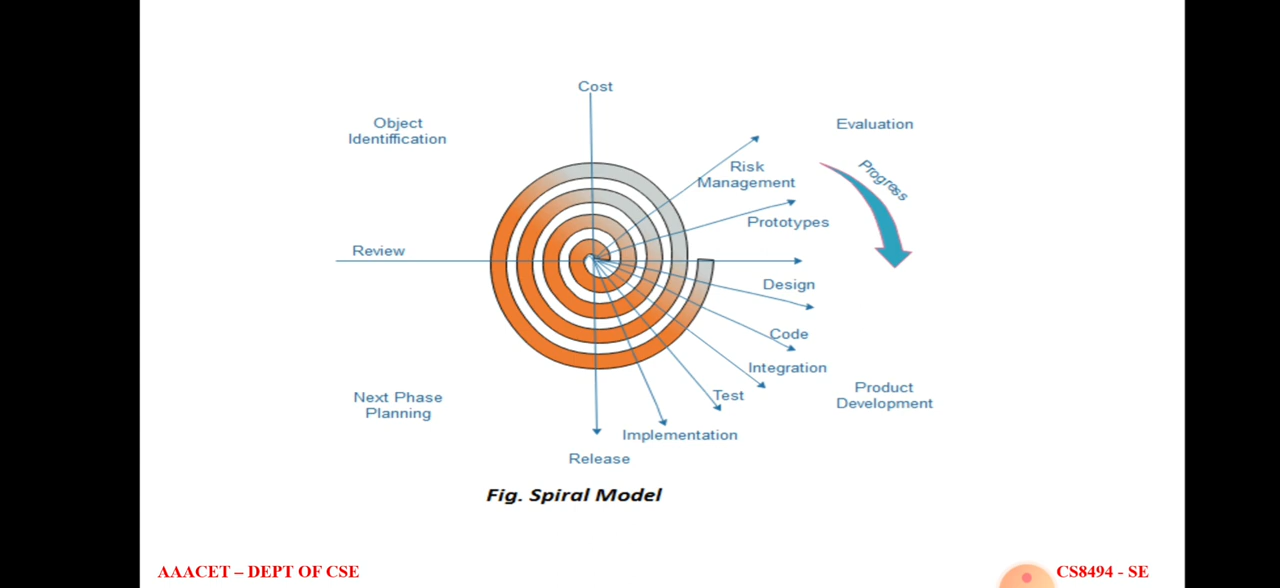 Cost
Object
Identiffication
Evaluation
Progress
Risk
Management
Prototypes
Review
Design
Code
Integration
Next Phase
Planning
Test
Product
Development
Implementation
Release
Fig. Spiral Model
AAACET – DEPT OF CSE
CS8494 - SE